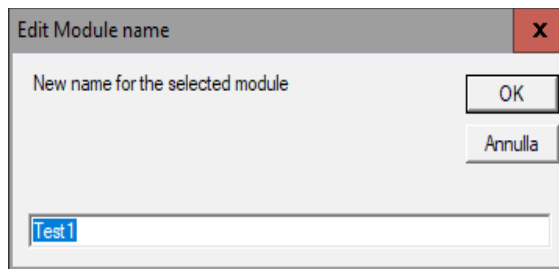 Edit Module name
x
New name for the selected module
OK
Annulla
Test1